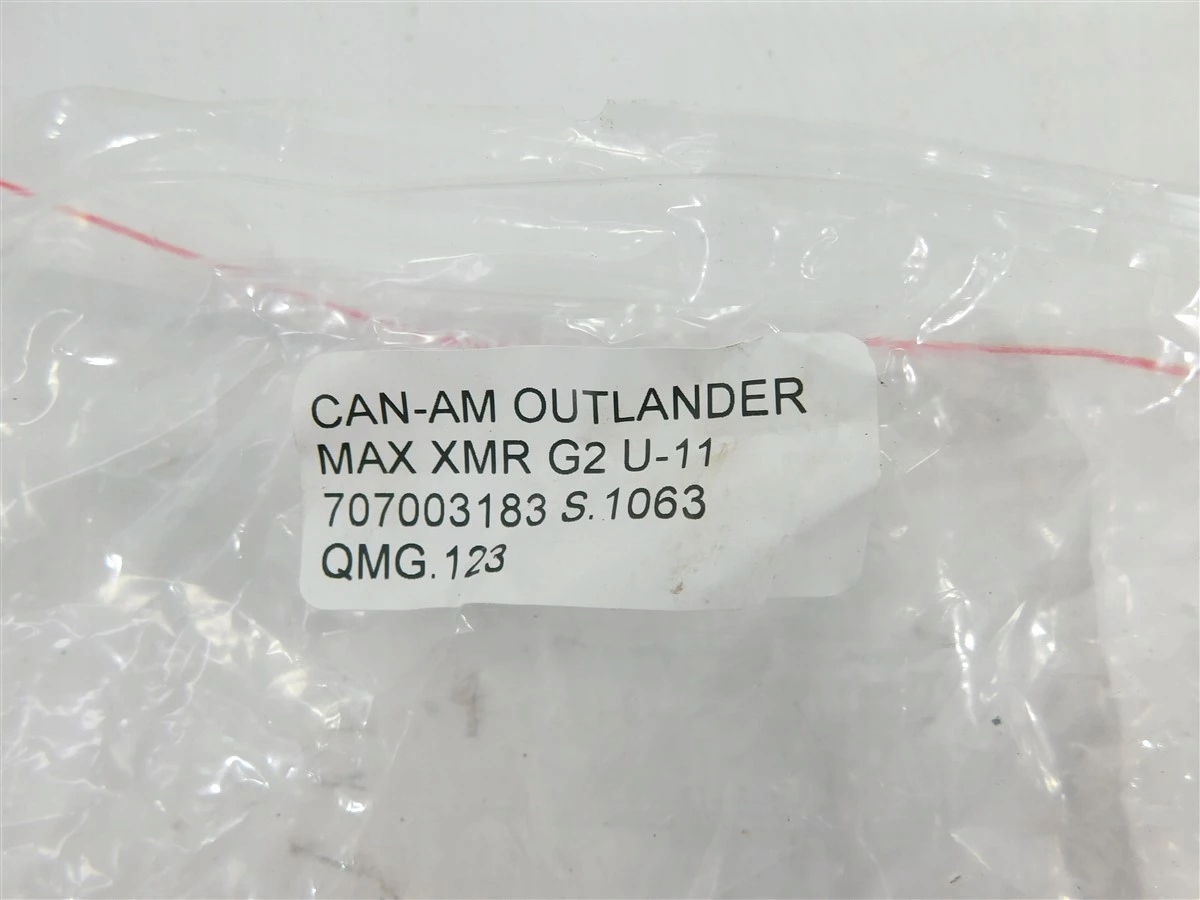 CAN-AM OUTLANDER
MAX XMR G2 U-11
707003183 S.1063
QMG.123